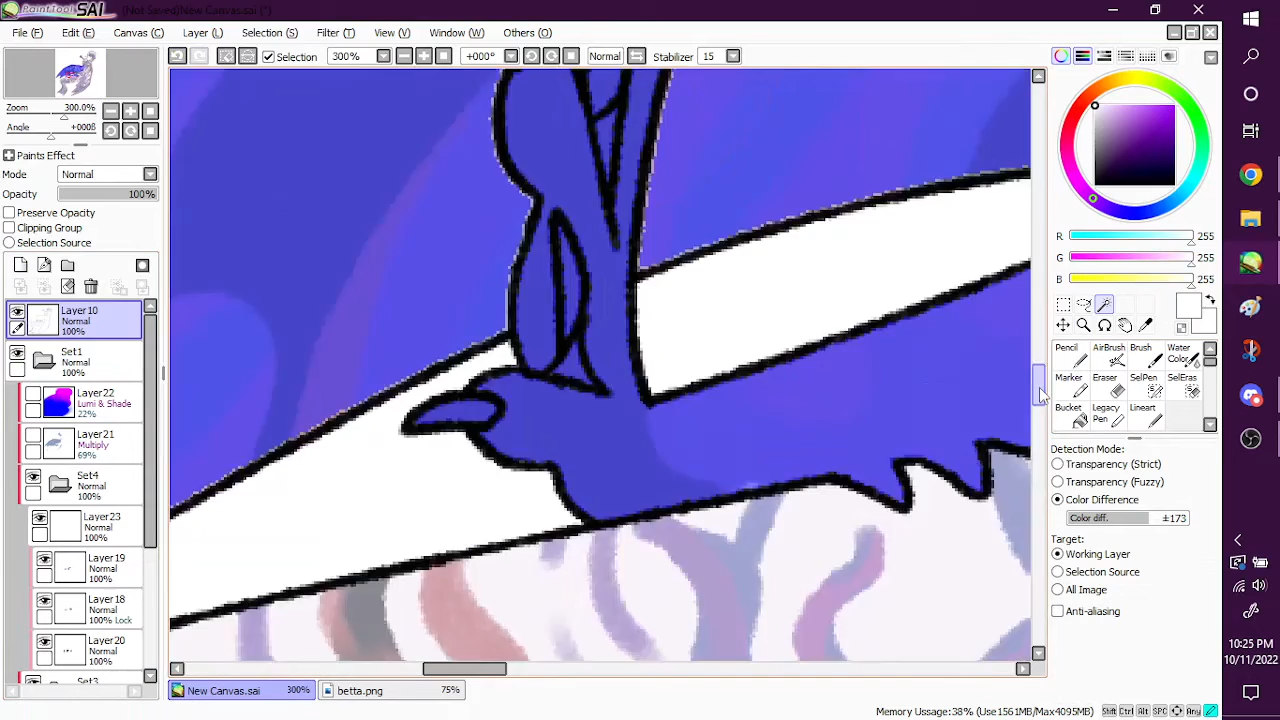 PaintTool SAI (Not Saved)New Canvas.sai (*)
File (F) Edit (E) Canvas (C) Layer (L) Selection (S) Filter (T) View (V) Window (W) Others (O)
Selection 300% +000° Normal Stabilizer 15
Zoom 300.0%
Angle +000ß
Paints Effect
Mode Normal
Opacity 100%
Preserve Opacity
Clipping Group
Selection Source
Layer10
Normal
100%
Set1
Normal
100%
Layer22
Lumi & Shade
22%
Layer21
Multiply
69%
Set4
Normal
100%
Layer23
Normal
100%
Layer19
Normal
100%
Layer18
Normal
100% Lock
Layer20
Normal
100%
Set3
R 255
G 255
B 255
Pencil AirBrush Brush Water Color
Marker Eraser SelPen SelEras
Bucket Legacy Pen Lineart
Detection Mode:
Transparency (Strict)
Transparency (Fuzzy)
Color Difference
Color diff. ±173
Target:
Working Layer
Selection Source
All Image
Anti-aliasing
New Canvas.sai 300% betta.png 75%
Memory Ussage:38% (Use1561MB/Max4095MB) Shift Ctrl Alt SPC Any
10:25 PM
10/11/2022